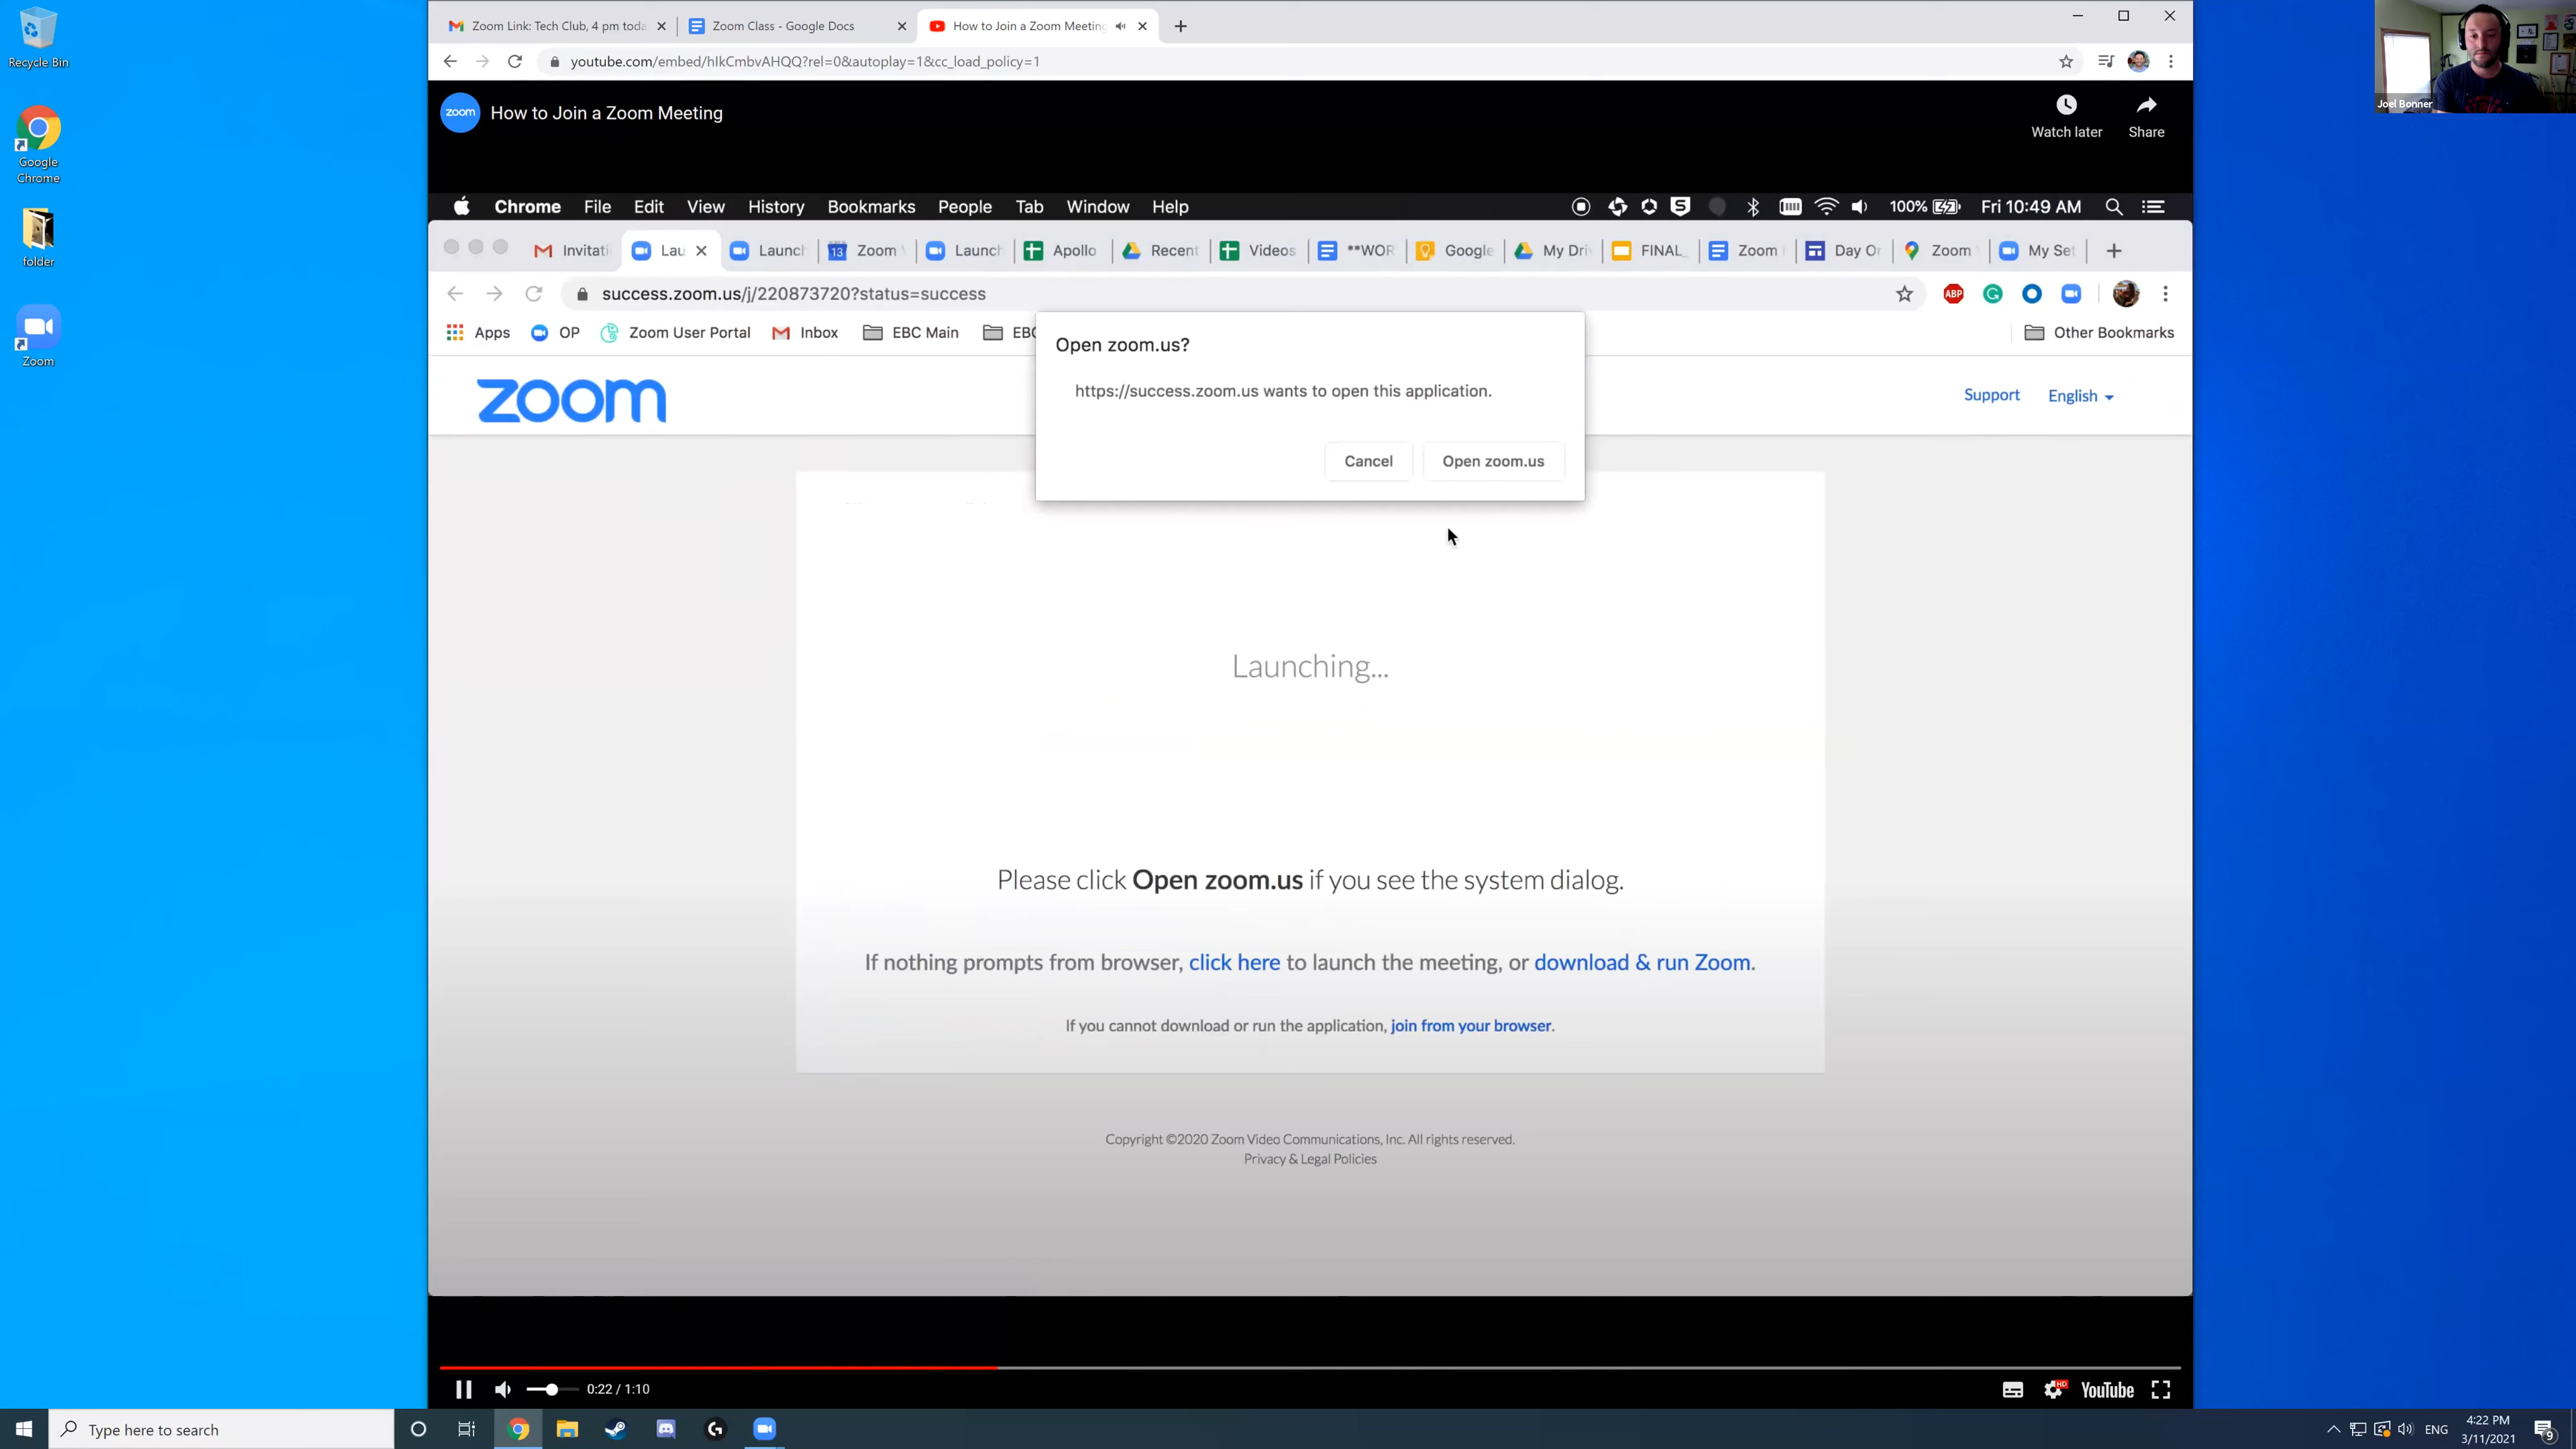 Recycle Bin
Google
Chrome
folder
Zoom
Zoom Link: Tech Club, 4 pm toda
Zoom Class - Google Docs
How to Join a Zoom Meeting
youtube.com/embed/hIkCmbvAHQQ?rel=0&autoplay=1&cc_load_policy=1
Joel Bonner
zoom
How to Join a Zoom Meeting
Watch later
Share
Chrome File Edit View History Bookmarks People Tab Window Help
100% Fri 10:49 AM
Invitati Lau Launch 13 Zoom Launch Apollo Recent Videos **WOR Google My Dri FINAL_ Zoom Day Or Zoom My Set
success.zoom.us/j/220873720?status=success
ABP
Apps OP Zoom User Portal Inbox EBC Main EBC Other Bookmarks
Open zoom.us?
https://success.zoom.us wants to open this application.
Cancel Open zoom.us
zoom
Support English
Launching...
Please click Open zoom.us if you see the system dialog.
If nothing prompts from browser, click here to launch the meeting, or download & run Zoom.
If you cannot download or run the application, join from your browser.
Copyright ©2020 Zoom Video Communications, Inc. All rights reserved.
Privacy & Legal Policies
0:22 / 1:10
HD
YouTube
Type here to search
ENG
4:22 PM
3/11/2021
9